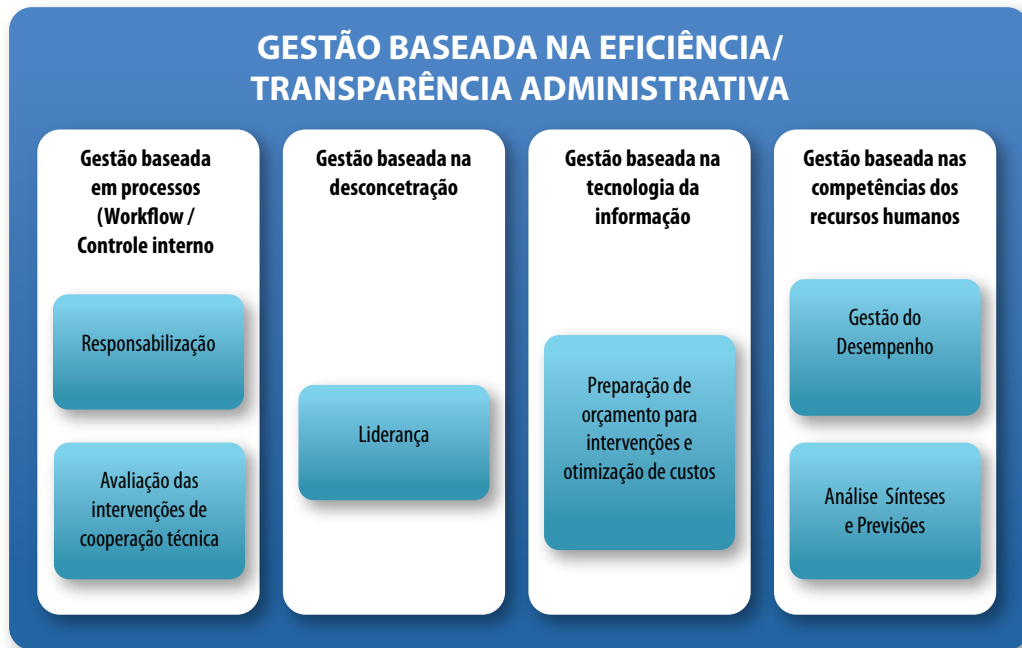 GESTÃO BASEADA NA EFICIÊNCIA/
TRANSPARÊNCIA ADMINISTRATIVA
Gestão baseada
em processos
(Workflow /
Controle interno
Responsabilização
Avaliação das
intervenções de
cooperação técnica
Gestão baseada na
desconcetração
Liderança
Gestão baseada na
tecnologia da
informação
Preparação de
orçamento para
intervenções e
otimização de custos
Gestão baseada nas
competências dos
recursos humanos
Gestão do
Desempenho
Análise Sínteses
e Previsões